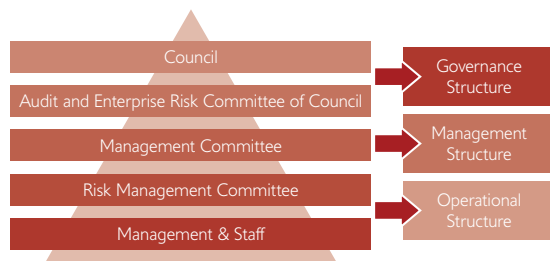 Council
Audit and Enterprise Risk Committee of Council
Management Committee
Risk Management Committee
Management & Staff
Governance
Structure
Management
Structure
Operational
Structure